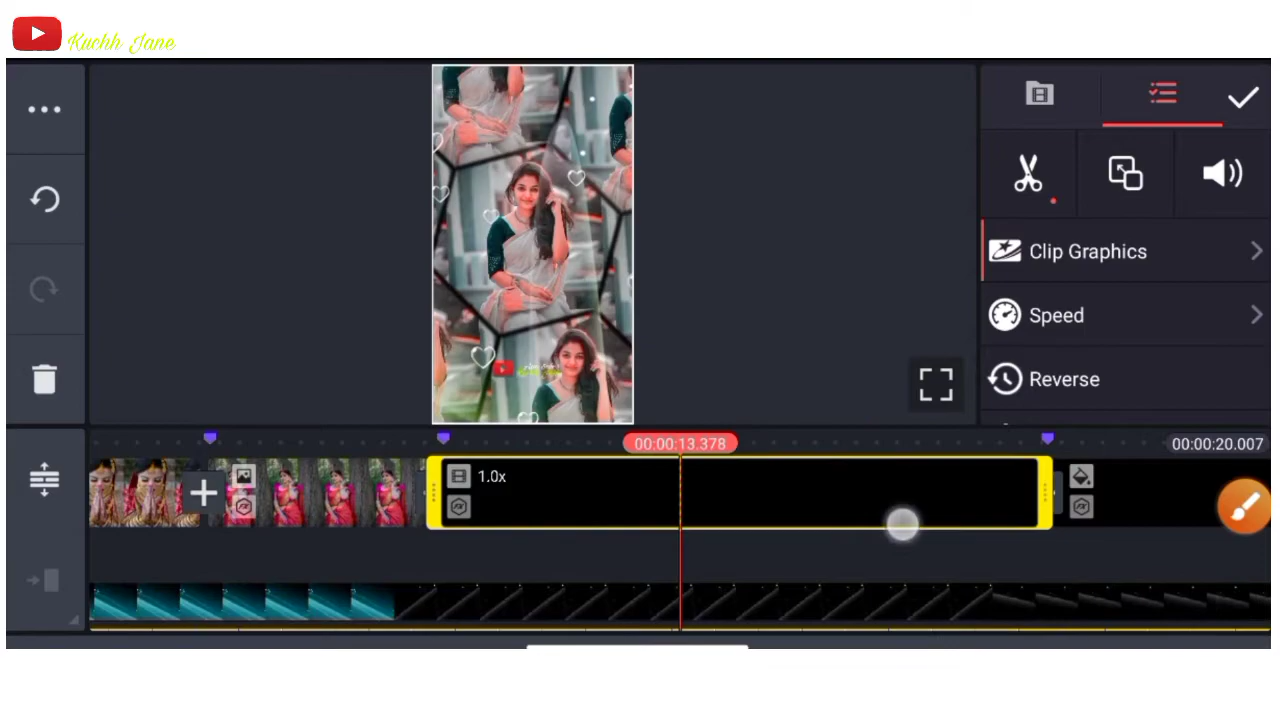 Kuchh Jane
Clip Graphics
Speed
Reverse
00:00:13.378
00:00:20.007
1.0x